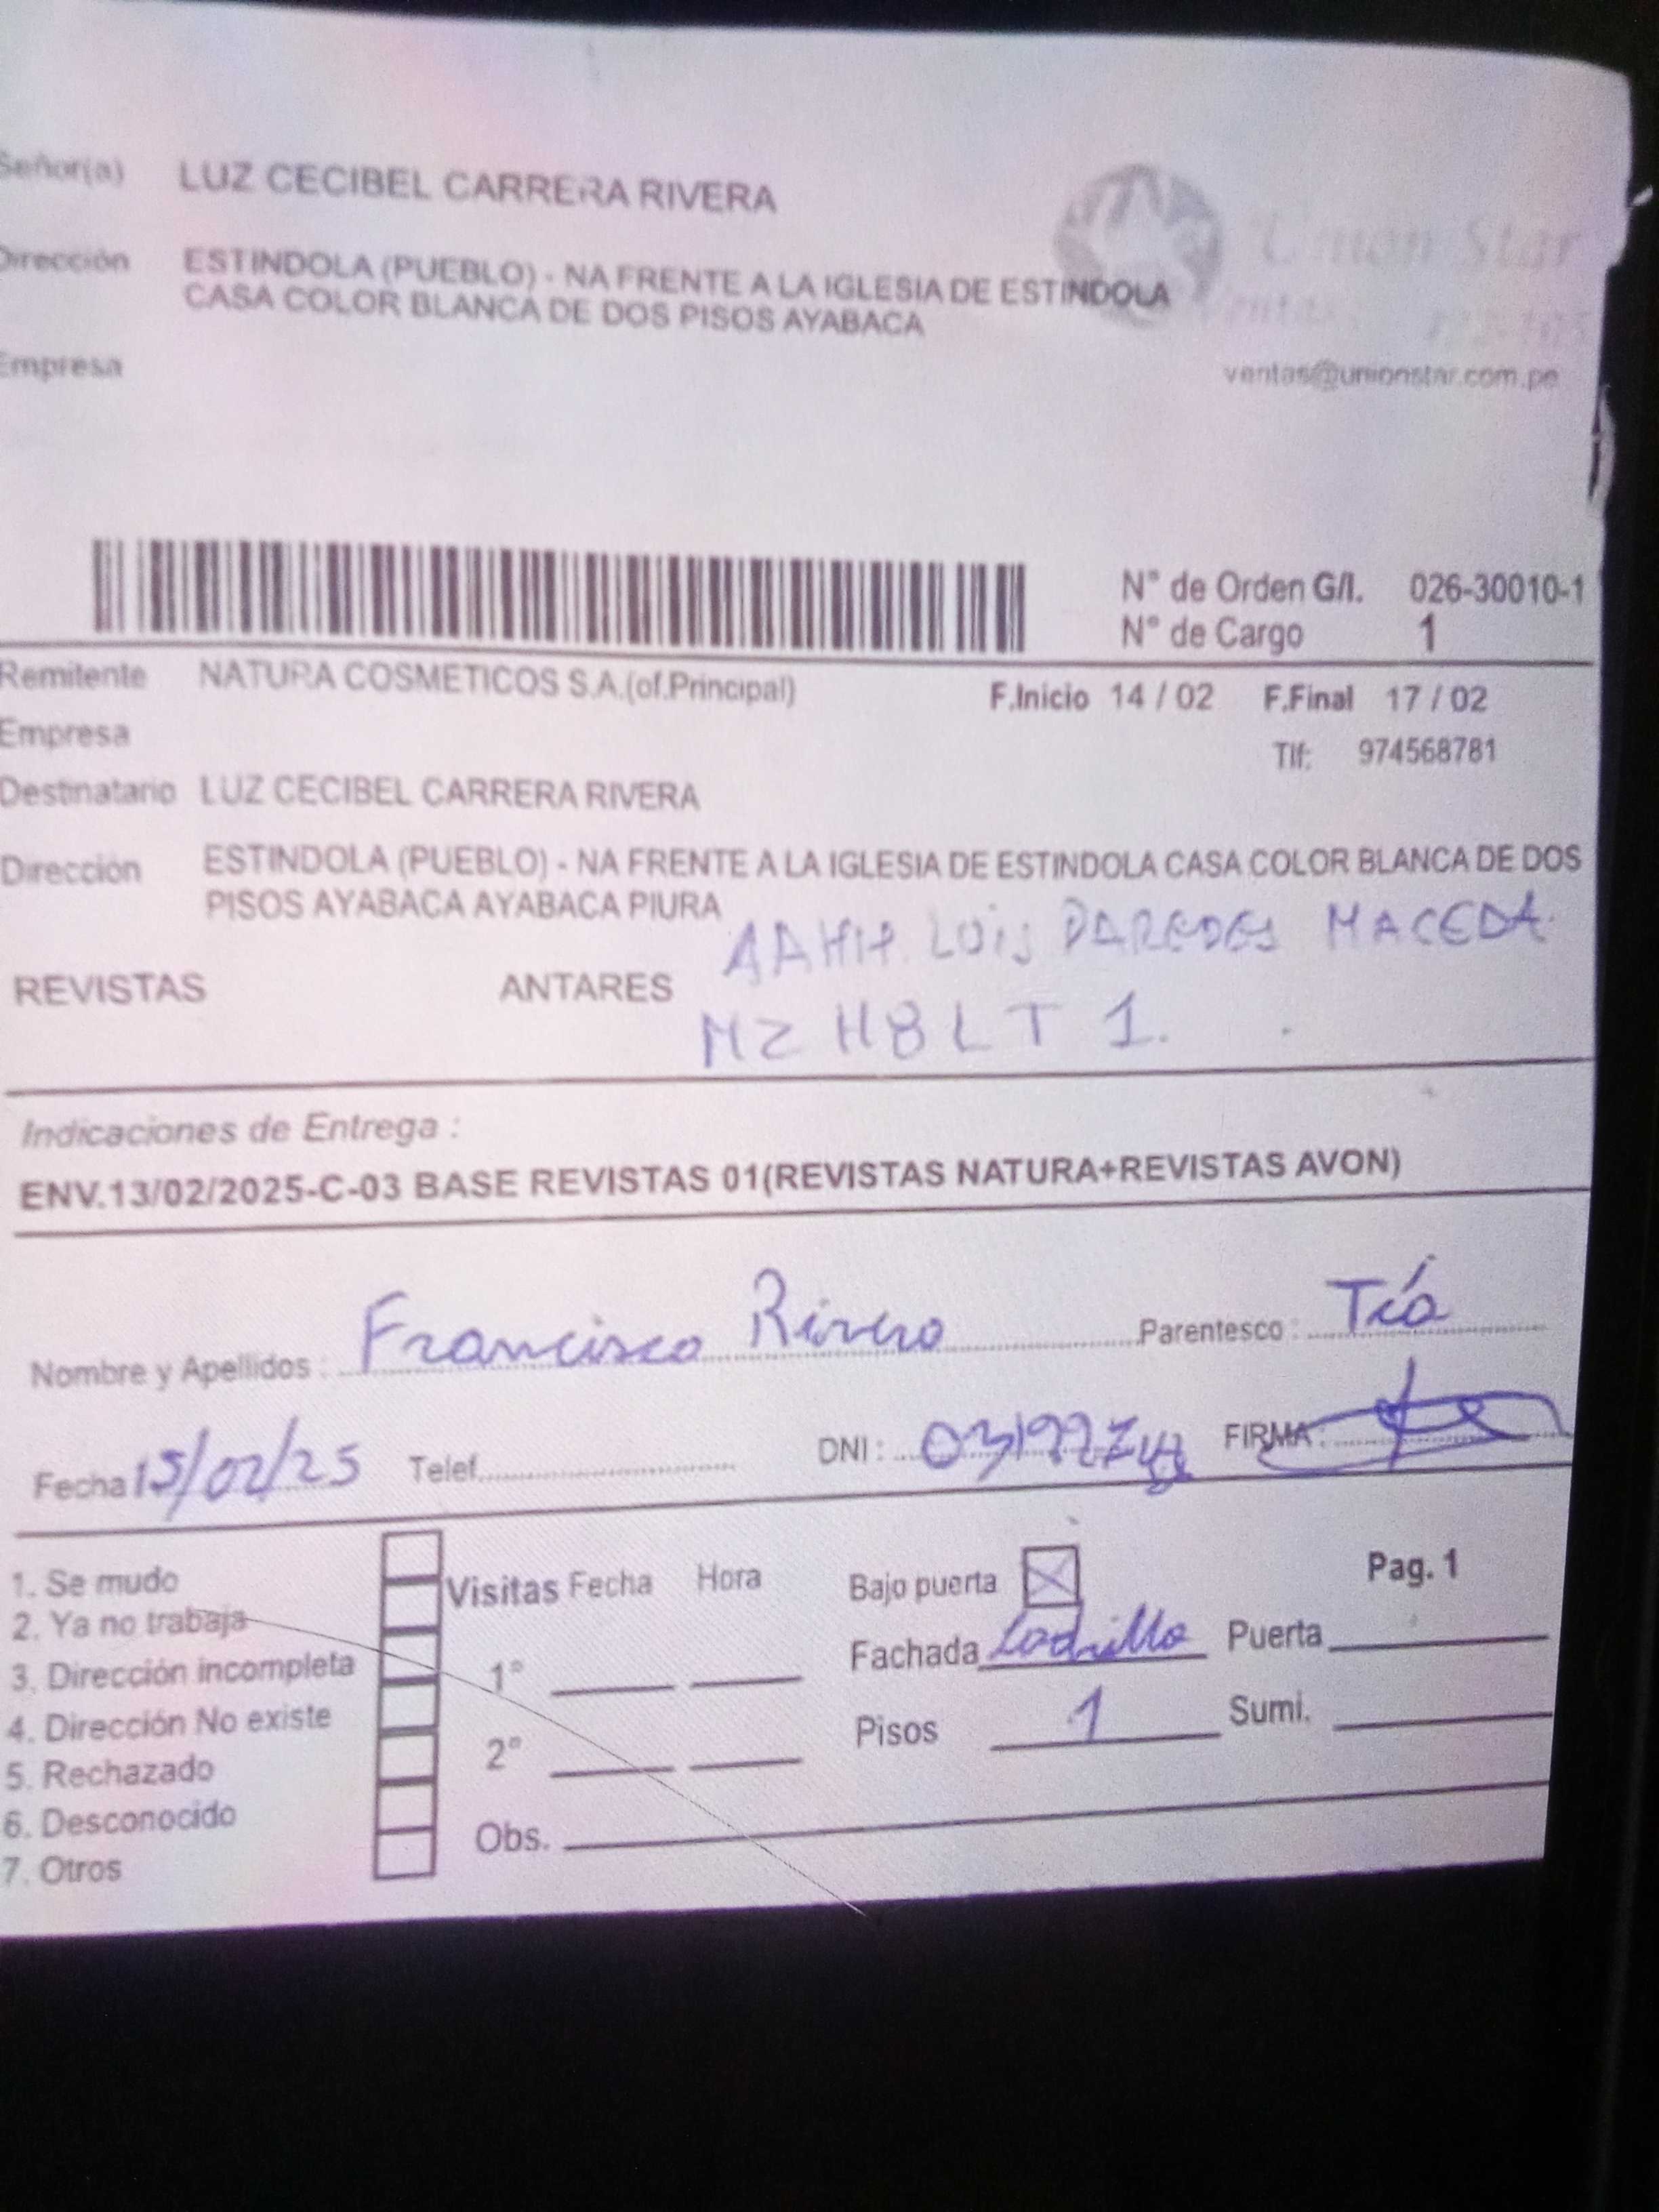 Señor(a) LUZ CECIBEL CARRERA RIVERA
Union Star
Dirección ESTINDOLA (PUEBLO) - NA FRENTE A LA IGLESIA DE ESTINDOLA
CASA COLOR BLANCA DE DOS PISOS AYABACA
Empresa
ventas@unionstar.com.pe
N° de Orden G/I. 026-30010-1
N° de Cargo 1
Remitente NATURA COSMETICOS S.A.(of.Principal) F.Inicio 14 / 02 F.Final 17 / 02
Empresa
Tlf: 974568781
Destinatario LUZ CECIBEL CARRERA RIVERA
Dirección ESTINDOLA (PUEBLO) - NA FRENTE A LA IGLESIA DE ESTINDOLA CASA COLOR BLANCA DE DOS
PISOS AYABACA AYABACA PIURA
AAHH LUIS PAREDES MACEDA
REVISTAS ANTARES
MZ H8 LT 1.
Indicaciones de Entrega :
ENV.13/02/2025-C-03 BASE REVISTAS 01(REVISTAS NATURA+REVISTAS AVON)
Nombre y Apellidos : Francisco Rivero Parentesco : Tío
Fecha 15/02/25 Telef. DNI : FIRMA :
1. Se mudo
2. Ya no trabaja
3. Dirección incompleta
4. Dirección No existe
5. Rechazado
6. Desconocido
7. Otros
Visitas Fecha Hora
1°
2°
Obs.
Bajo puerta
Fachada Ladrillo Puerta
Pisos 1 Sumi.
Pag. 1